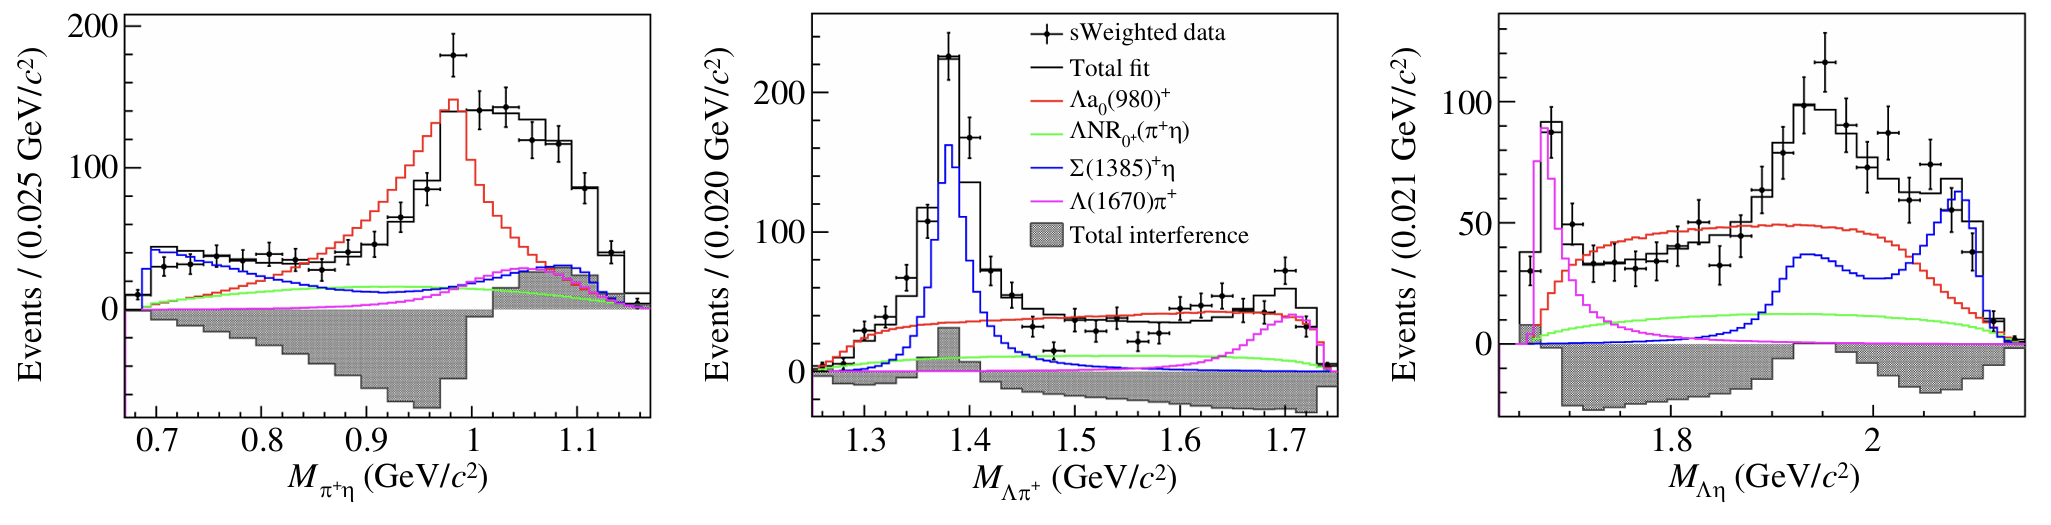 Events / (0.025 GeV/c²)
200
100
0
0.7 0.8 0.9 1 1.1
M_π⁺η (GeV/c²)
Events / (0.020 GeV/c²)
200
100
0
sWeighted data
Total fit
Λa₀(980)⁺
ΛNR₀⁺(π⁺η)
Σ(1385)⁺η
Λ(1670)π⁺
Total interference
1.3 1.4 1.5 1.6 1.7
M_Λπ⁺ (GeV/c²)
Events / (0.021 GeV/c²)
100
50
0
1.8 2
M_Λη (GeV/c²)